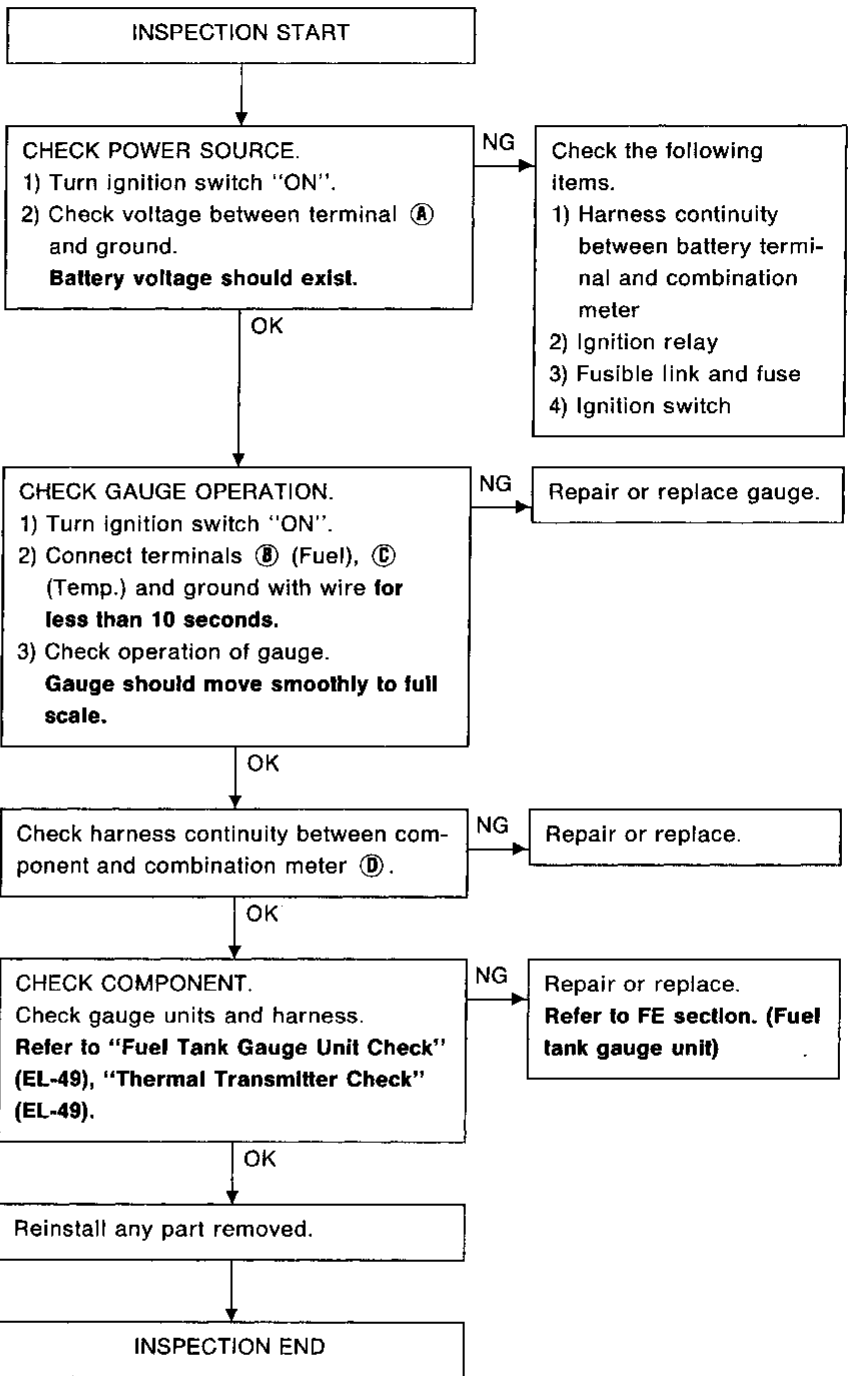 INSPECTION START
CHECK POWER SOURCE.
1) Turn ignition switch "ON".
2) Check voltage between terminal Ⓐ
and ground.
Battery voltage should exist.
NG
Check the following
items.
1) Harness continuity
between battery termi-
nal and combination
meter
2) Ignition relay
3) Fusible link and fuse
4) Ignition switch
OK
CHECK GAUGE OPERATION.
1) Turn ignition switch "ON".
2) Connect terminals Ⓑ (Fuel), Ⓒ
(Temp.) and ground with wire for
less than 10 seconds.
3) Check operation of gauge.
Gauge should move smoothly to full
scale.
NG
Repair or replace gauge.
OK
Check harness continuity between com-
ponent and combination meter Ⓓ.
NG
Repair or replace.
OK
CHECK COMPONENT.
Check gauge units and harness.
Refer to "Fuel Tank Gauge Unit Check"
(EL-49), "Thermal Transmitter Check"
(EL-49).
NG
Repair or replace.
Refer to FE section. (Fuel
tank gauge unit)
OK
Reinstall any part removed.
INSPECTION END